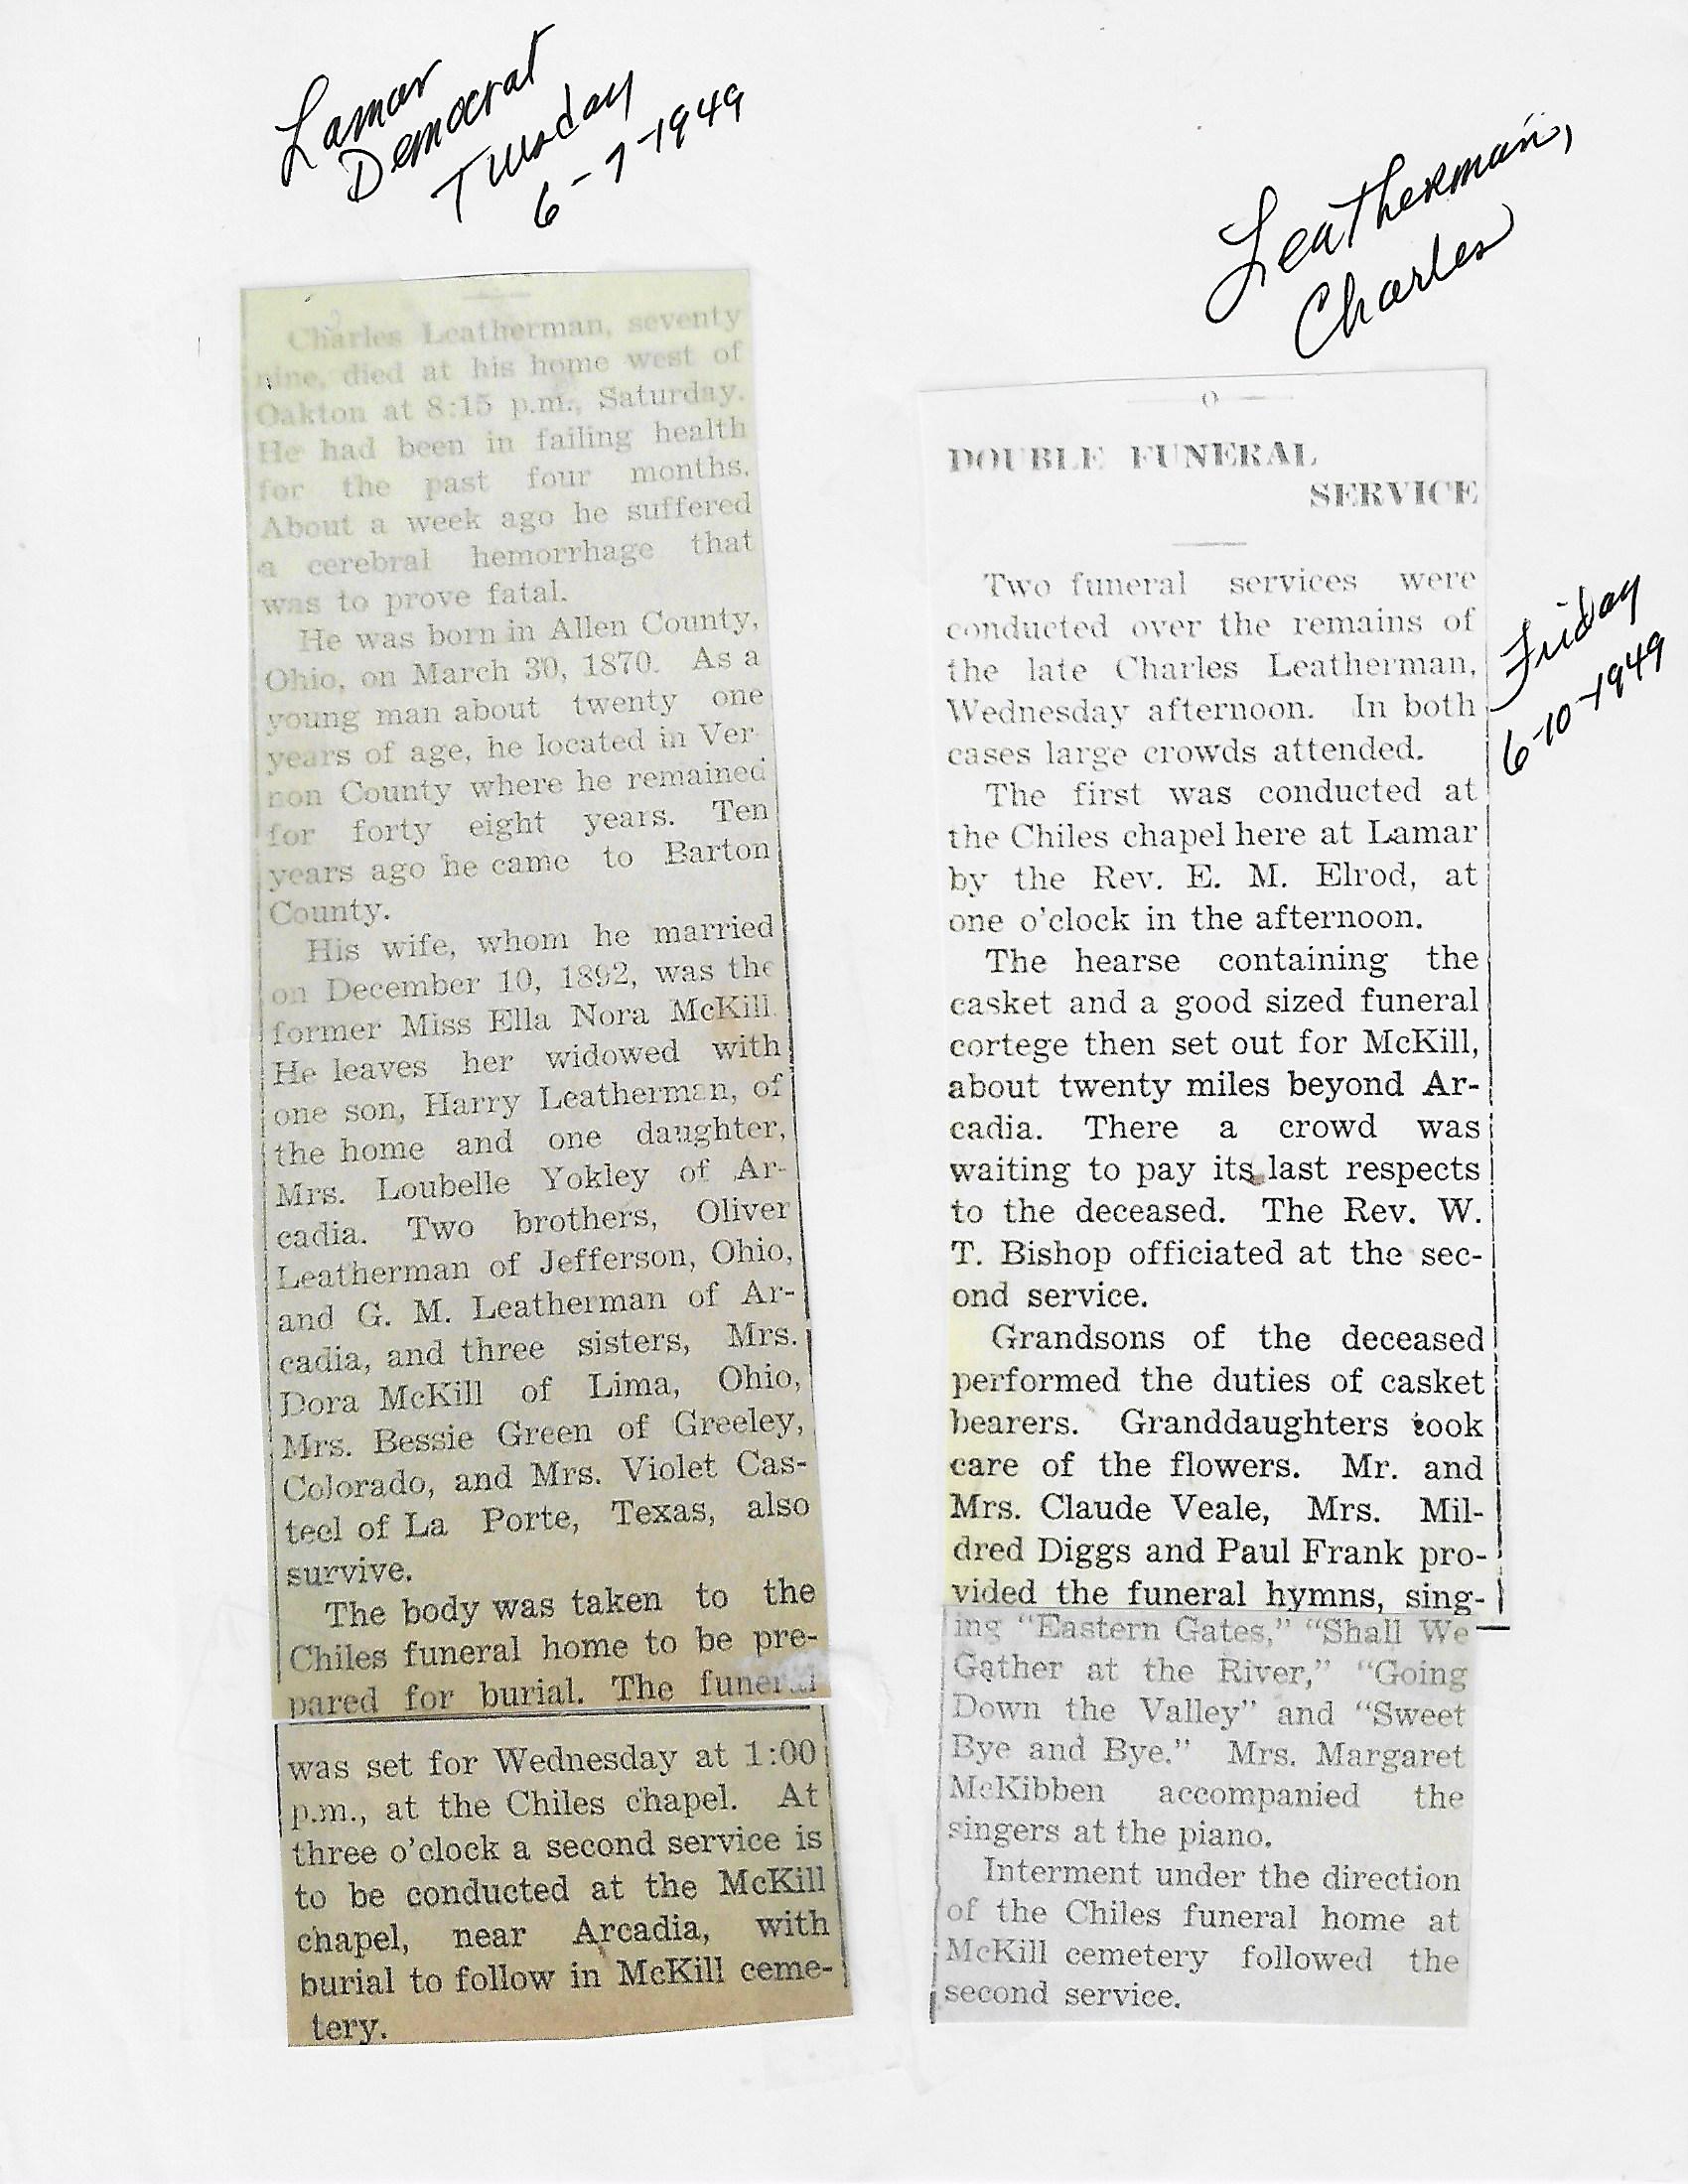 Lamar
Democrat
Tuesday
6-7-1949
Leatherman,
Charles
Charles Leatherman, seventy
nine, died at his home west of
Oakton at 8:15 p.m., Saturday.
He had been in failing health
for the past four months.
About a week ago he suffered
a cerebral hemorrhage that
was to prove fatal.
He was born in Allen County,
Ohio, on March 30, 1870. As a
young man about twenty one
years of age, he located in Ver-
non County where he remained
for forty eight years. Ten
years ago he came to Barton
County.
His wife, whom he married
on December 10, 1892, was the
former Miss Ella Nora McKill.
He leaves her widowed with
one son, Harry Leatherman, of
the home and one daughter,
Mrs. Loubelle Yokley of Ar-
cadia. Two brothers, Oliver
Leatherman of Jefferson, Ohio,
and G. M. Leatherman of Ar-
cadia, and three sisters, Mrs.
Dora McKill of Lima, Ohio,
Mrs. Bessie Green of Greeley,
Colorado, and Mrs. Violet Cas-
teel of La Porte, Texas, also
survive.
The body was taken to the
Chiles funeral home to be pre-
pared for burial. The funeral
was set for Wednesday at 1:00
p.m., at the Chiles chapel. At
three o'clock a second service is
to be conducted at the McKill
chapel, near Arcadia, with
burial to follow in McKill ceme-
tery.
O
DOUBLE FUNERAL
SERVICE
Friday
6-10-1949
Two funeral services were
conducted over the remains of
the late Charles Leatherman,
Wednesday afternoon. In both
cases large crowds attended.
The first was conducted at
the Chiles chapel here at Lamar
by the Rev. E. M. Elrod, at
one o'clock in the afternoon.
The hearse containing the
casket and a good sized funeral
cortege then set out for McKill,
about twenty miles beyond Ar-
cadia. There a crowd was
waiting to pay its last respects
to the deceased. The Rev. W.
T. Bishop officiated at the sec-
ond service.
Grandsons of the deceased
performed the duties of casket
bearers. Granddaughters took
care of the flowers. Mr. and
Mrs. Claude Veale, Mrs. Mil-
dred Diggs and Paul Frank pro-
vided the funeral hymns, sing-
ing "Eastern Gates," "Shall We
Gather at the River," "Going
Down the Valley" and "Sweet
Bye and Bye." Mrs. Margaret
McKibben accompanied the
singers at the piano.
Interment under the direction
of the Chiles funeral home at
McKill cemetery followed the
second service.